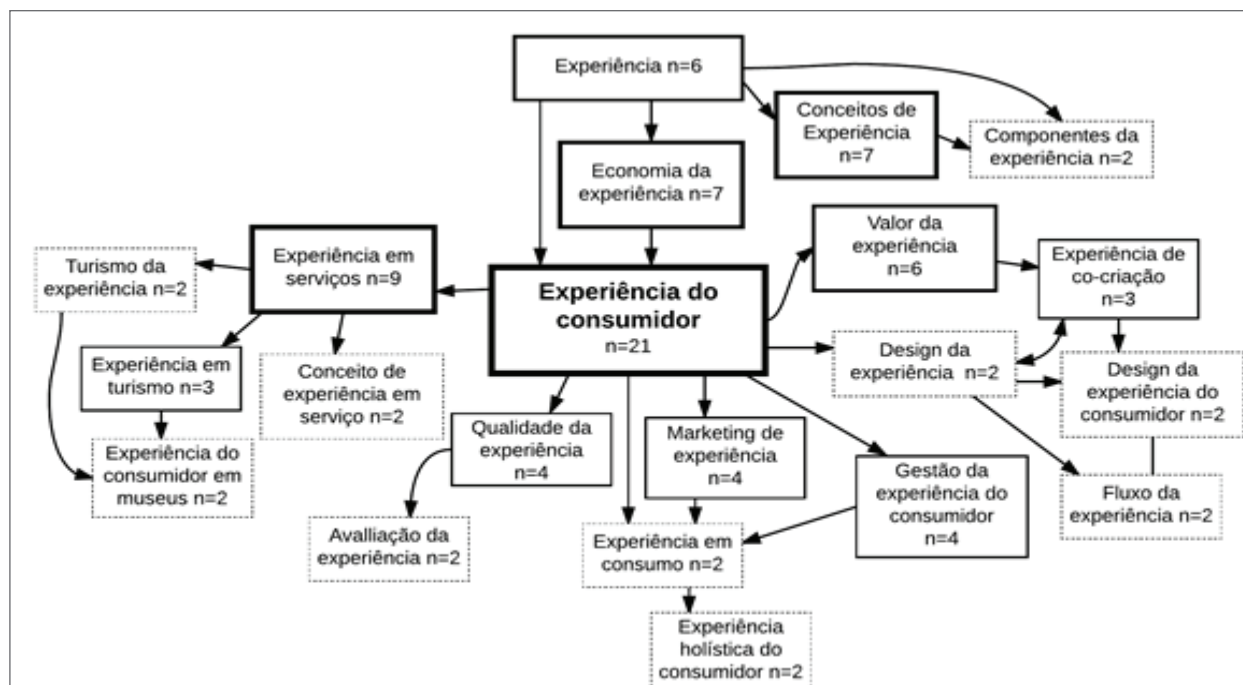 Experiência n=6
Conceitos de
Experiência
n=7
Componentes da
experiência n=2
Economia da
experiência
n=7
Valor da
experiência
n=6
Experiência de
co-criação
n=3
Experiência em
serviços n=9
Turismo da
experiência n=2
Experiência do
consumidor
n=21
Experiência em
turismo n=3
Conceito de
experiência em
serviço n=2
Design da
experiência n=2
Design da
experiência do
consumidor
n=2
Experiência do
consumidor em
museus n=2
Qualidade da
experiência
n=4
Marketing de
experiência
n=4
Gestão da
experiência do
consumidor
n=4
Fluxo da
experiência n=2
Avalliação da
experiência n=2
Experiência em
consumo n=2
Experiência
holística do
consumidor n=2